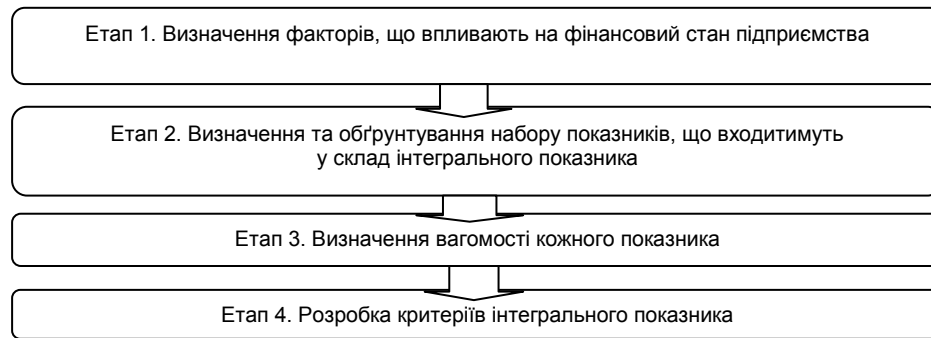 Етап 1. Визначення факторів, що впливають на фінансовий стан підприємства
Етап 2. Визначення та обґрунтування набору показників, що входитимуть
у склад інтегрального показника
Етап 3. Визначення вагомості кожного показника
Етап 4. Розробка критеріїв інтегрального показника